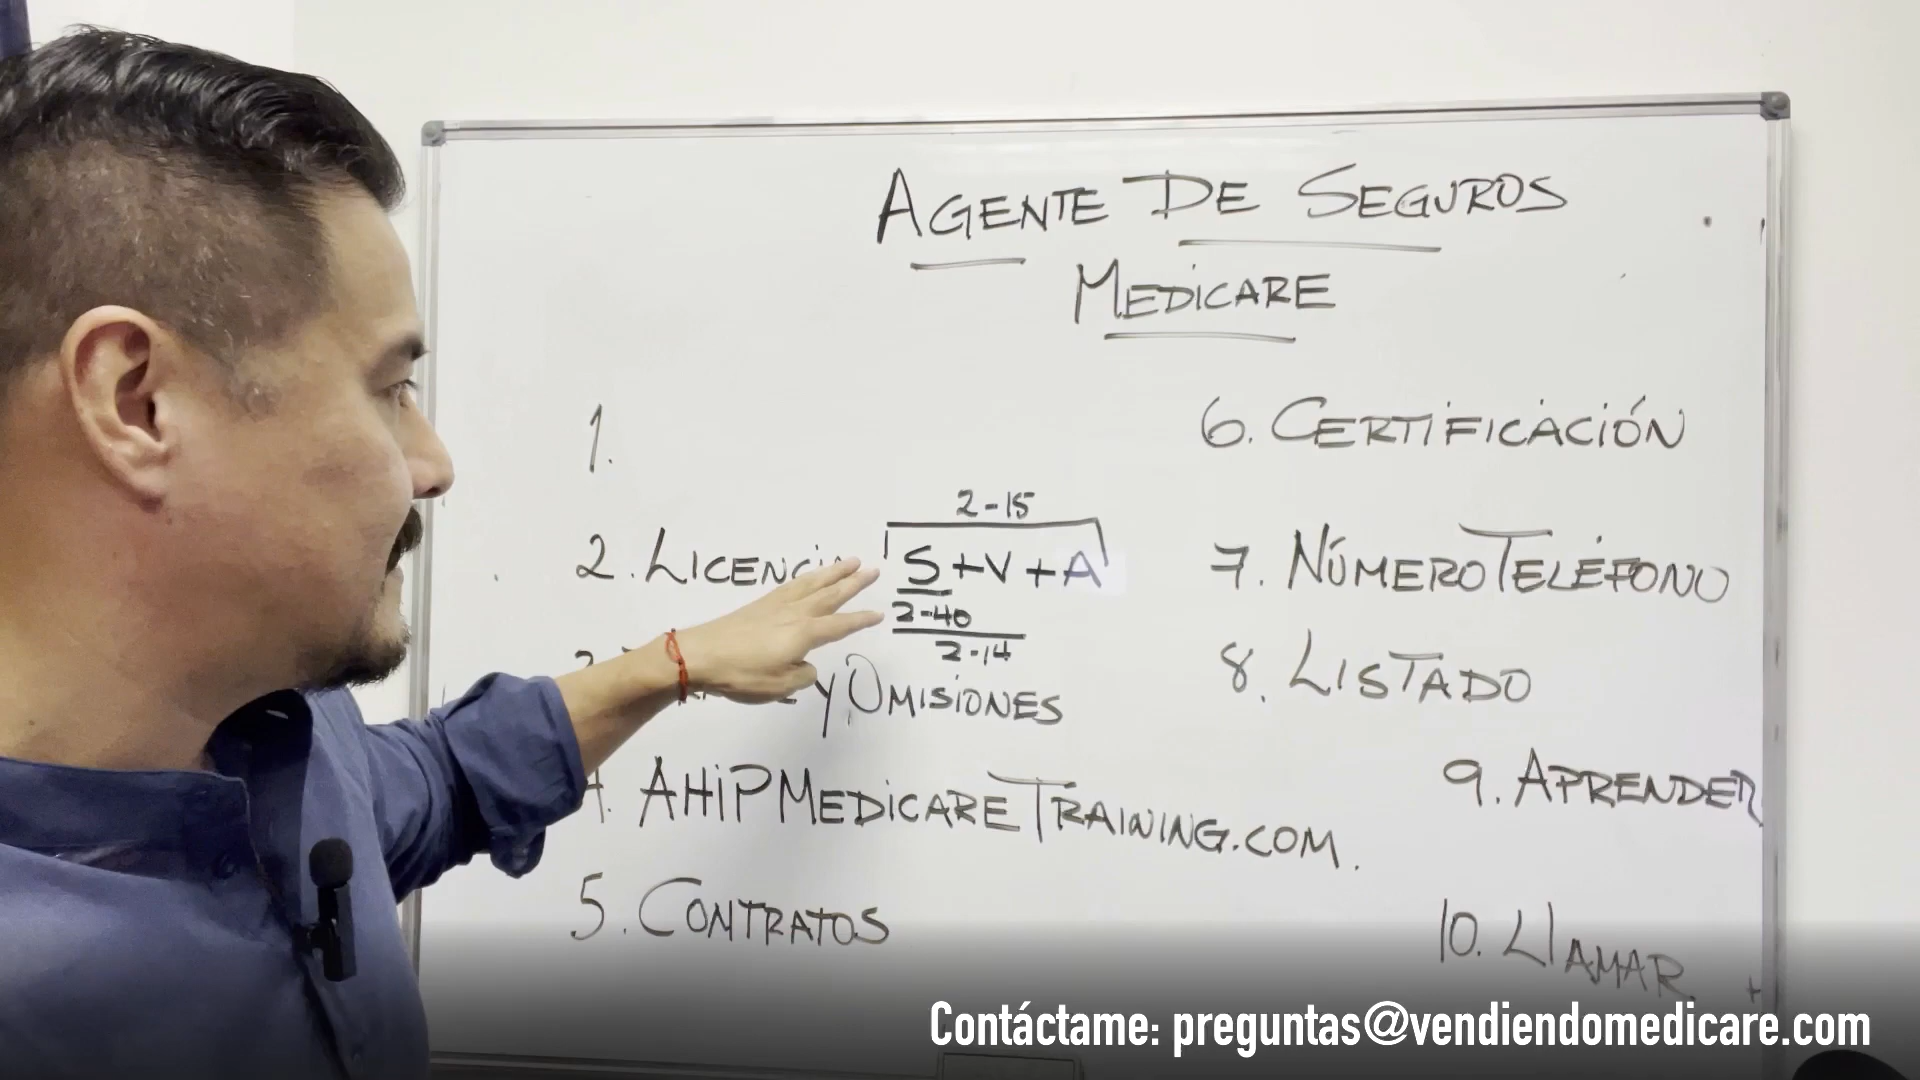 AGENTE DE SEGUROS
MEDICARE
1.
2. LICENCIA
2-15
S+V+A
2-40
2-14
Y OMISIONES
4. AHIPMEDICARETRAINING.COM.
5. CONTRATOS
6. CERTIFICACIÓN
7. NÚMERO TELÉFONO
8. LISTADO
9. APRENDER
10. LlAMAR
Contáctame: preguntas@vendiendomedicare.com